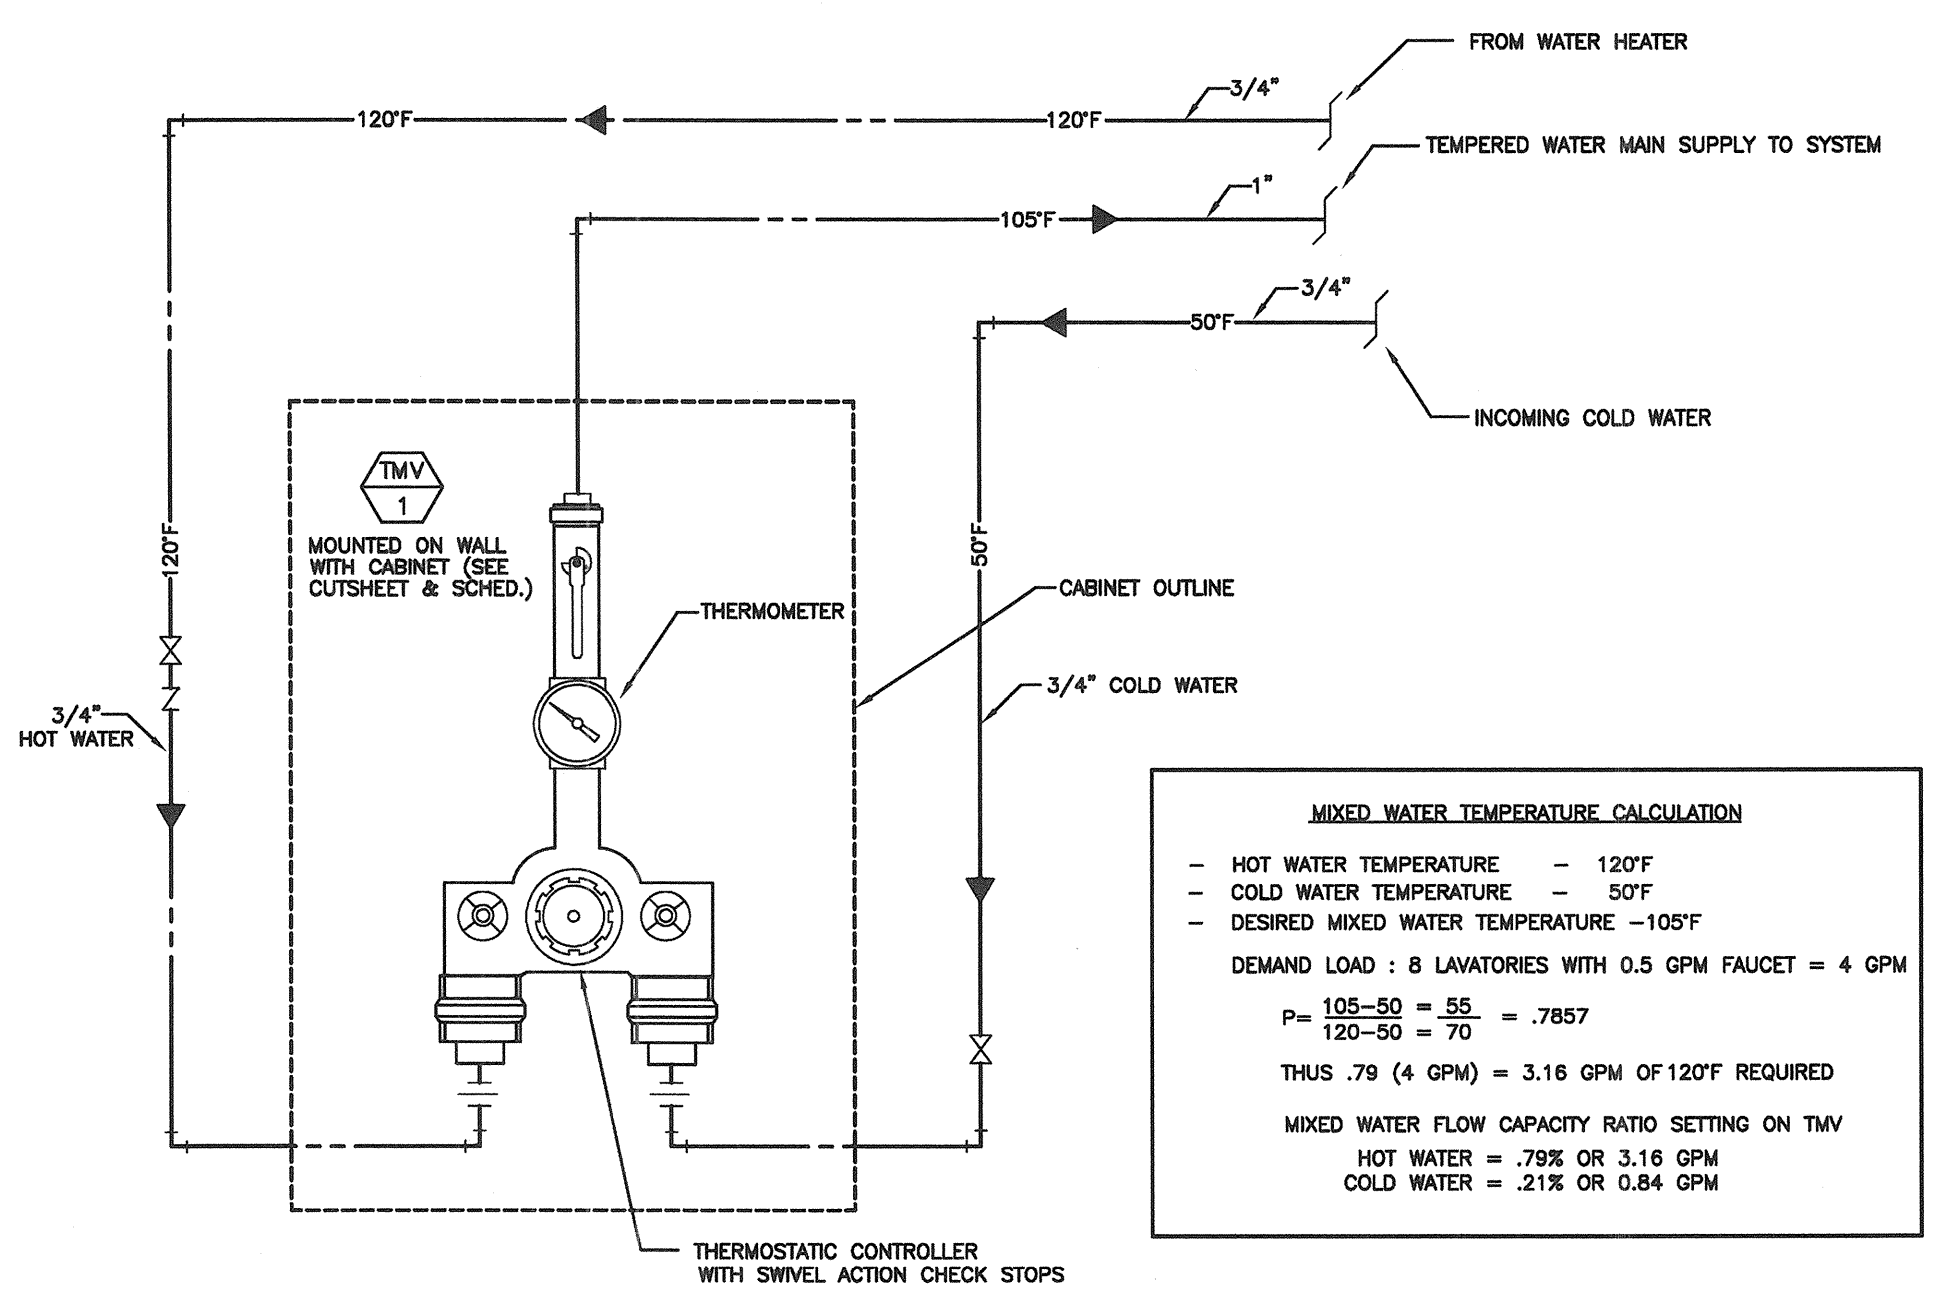 FROM WATER HEATER
3/4"
120°F
120°F
TEMPERED WATER MAIN SUPPLY TO SYSTEM
1"
105°F
3/4"
50°F
INCOMING COLD WATER
TMV
1
MOUNTED ON WALL
WITH CABINET (SEE
CUTSHEET & SCHED.)
120°F
50°F
CABINET OUTLINE
THERMOMETER
3/4" COLD WATER
3/4"
HOT WATER
MIXED WATER TEMPERATURE CALCULATION
- HOT WATER TEMPERATURE - 120°F
- COLD WATER TEMPERATURE - 50°F
- DESIRED MIXED WATER TEMPERATURE -105°F
DEMAND LOAD : 8 LAVATORIES WITH 0.5 GPM FAUCET = 4 GPM
P= 105-50 = 55 = .7857
120-50 = 70
THUS .79 (4 GPM) = 3.16 GPM OF 120°F REQUIRED
MIXED WATER FLOW CAPACITY RATIO SETTING ON TMV
HOT WATER = .79% OR 3.16 GPM
COLD WATER = .21% OR 0.84 GPM
THERMOSTATIC CONTROLLER
WITH SWIVEL ACTION CHECK STOPS